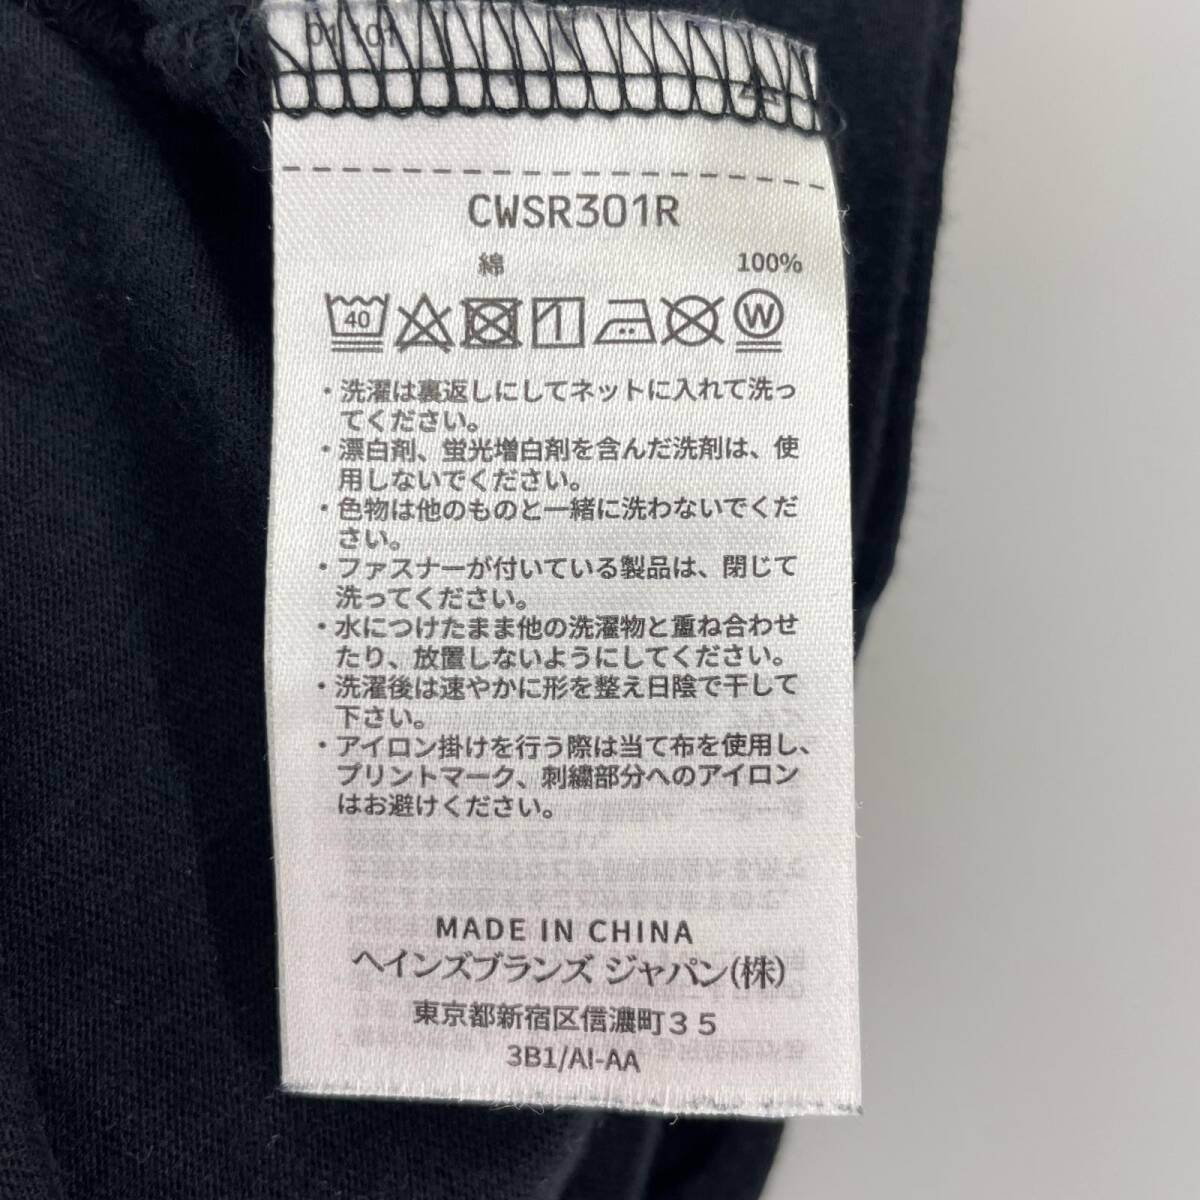 CWSR301R
綿 100%
40 W
・洗濯は裏返しにしてネットに入れて洗っ
てください。
・漂白剤、蛍光増白剤を含んだ洗剤は、使
用しないでください。
・色物は他のものと一緒に洗わないでくだ
さい。
・ファスナーが付いている製品は、閉じて
洗ってください。
・水につけたまま他の洗濯物と重ね合わせ
たり、放置しないようにしてください。
・洗濯後は速やかに形を整え日陰で干して
下さい。
・アイロン掛けを行う際は当て布を使用し、
プリントマーク、刺繍部分へのアイロン
はお避けください。
MADE IN CHINA
ヘインズブランズ ジャパン(株)
東京都新宿区信濃町35
3B1/AI-AA